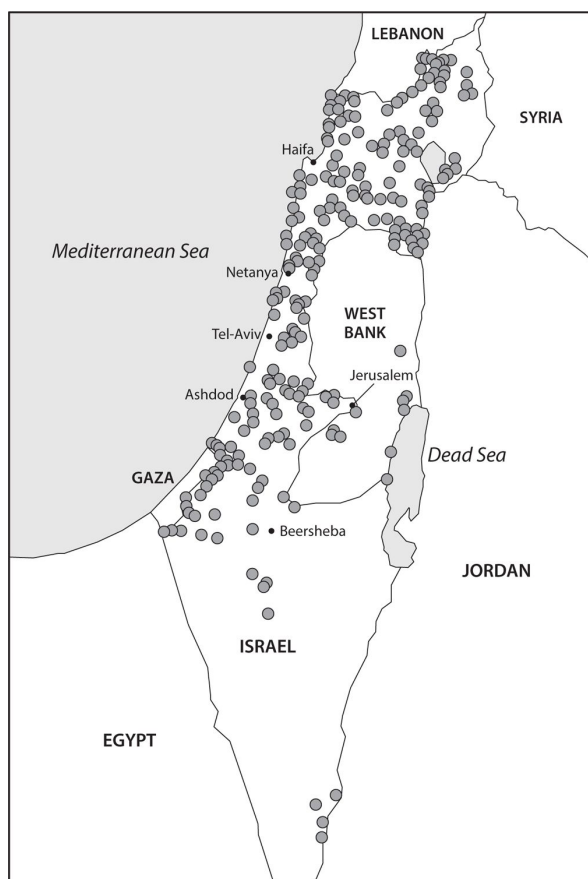 LEBANON
SYRIA
Haifa
Mediterranean Sea
Netanya
WEST
BANK
Tel-Aviv
Jerusalem
Ashdod
Dead Sea
GAZA
Beersheba
JORDAN
ISRAEL
EGYPT